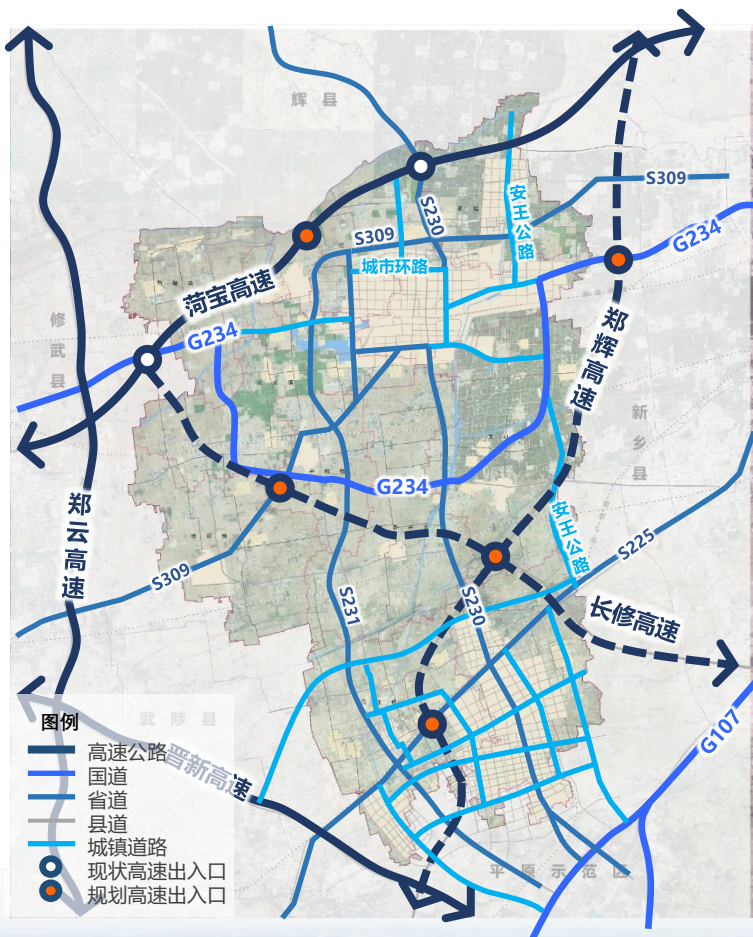 辉县
S309
安王公路
S230
S309
G234
城市环路
菏宝高速
郑辉高速
G234
修武县
新乡县
G234
郑云高速
安王公路
S225
S309
S231
S230
长修高速
武陟县
G107
晋新高速
平原示范区
图例
高速公路
国道
省道
县道
城镇道路
现状高速出入口
规划高速出入口